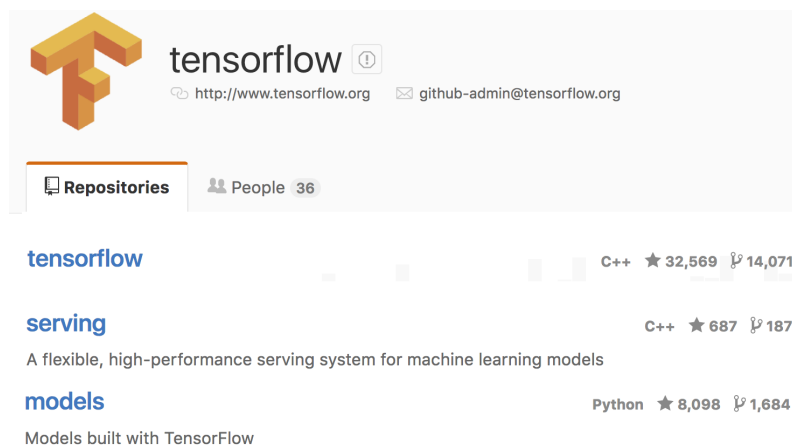 tensorflow
http://www.tensorflow.org github-admin@tensorflow.org
Repositories People 36
tensorflow C++ 32,569 14,071
serving C++ 687 187
A flexible, high-performance serving system for machine learning models
models Python 8,098 1,684
Models built with TensorFlow